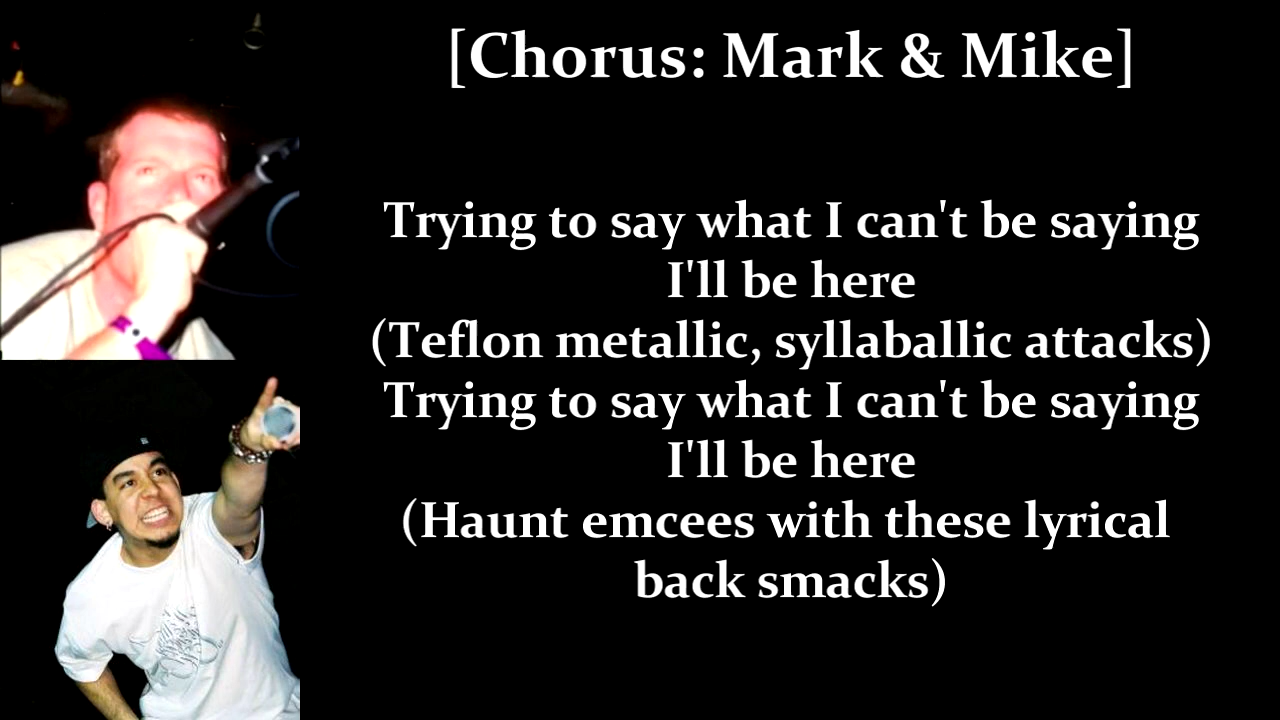 [Chorus: Mark & Mike]
Trying to say what I can't be saying
I'll be here
(Teflon metallic, syllaballic attacks)
Trying to say what I can't be saying
I'll be here
(Haunt emcees with these lyrical
back smacks)